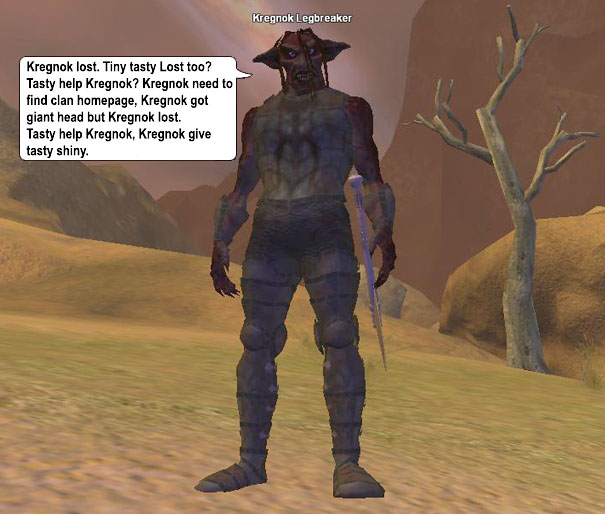 Kregnok Legbreaker
Kregnok lost. Tiny tasty Lost too?
Tasty help Kregnok? Kregnok need to
find clan homepage, Kregnok got
giant head but Kregnok lost.
Tasty help Kregnok, Kregnok give
tasty shiny.